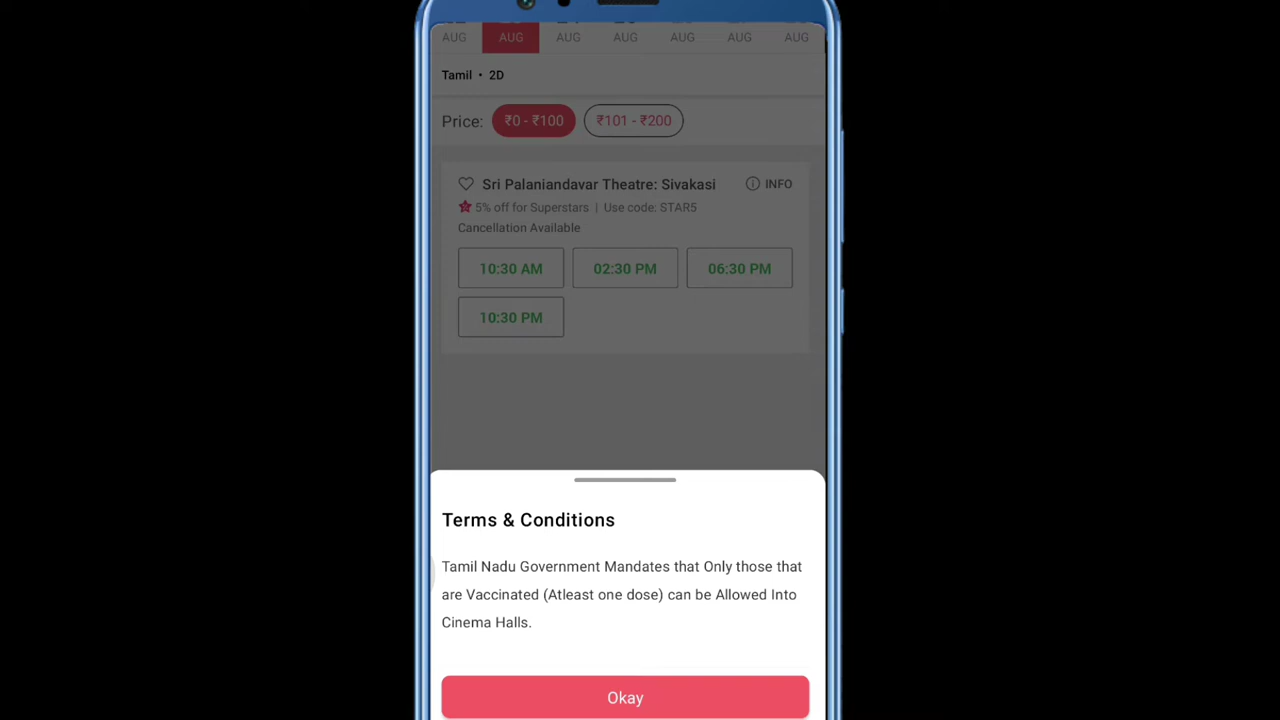 AUG AUG AUG AUG AUG AUG AUG
Tamil • 2D
Price: ₹0 - ₹100 ₹101 - ₹200
Sri Palaniandavar Theatre: Sivakasi INFO
5% off for Superstars | Use code: STAR5
Cancellation Available
10:30 AM 02:30 PM 06:30 PM
10:30 PM
Terms & Conditions
Tamil Nadu Government Mandates that Only those that
are Vaccinated (Atleast one dose) can be Allowed Into
Cinema Halls.
Okay